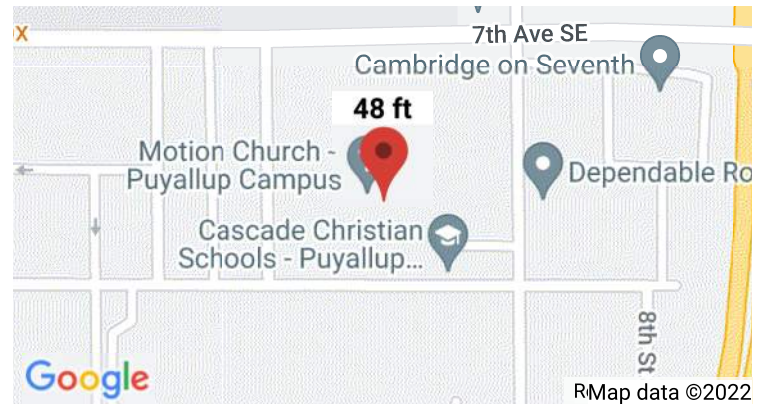 X
7th Ave SE
Cambridge on Seventh
48 ft
Motion Church -
Puyallup Campus
Dependable Ro
Cascade Christian
Schools - Puyallup...
8th St
Google
Map data ©2022